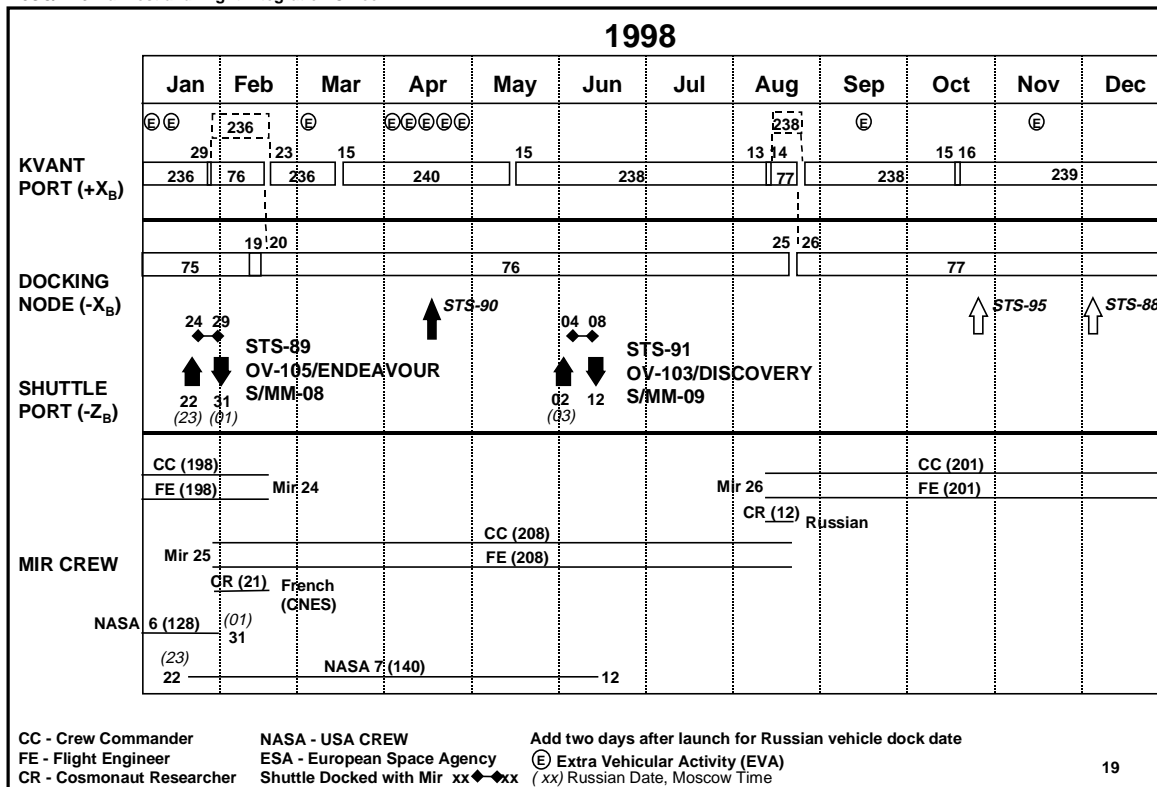 1998
Jan Feb Mar Apr May Jun Jul Aug Sep Oct Nov Dec
E E E E E E E E E E
236 238
29 23 15 15 13 14 15 16
KVANT
PORT (+XB)
236 76 236 240 238 77 238 239
19 20 25 26
75 76 77
DOCKING
NODE (-XB)
STS-90 STS-95 STS-88
24 29 04 08
STS-89 STS-91
OV-105/ENDEAVOUR OV-103/DISCOVERY
S/MM-08 S/MM-09
SHUTTLE
PORT (-ZB)
22 31 02 12
(23) (01) (03)
CC (198) CC (201)
Mir 24 Mir 26
FE (198) FE (201)
CR (12) Russian
CC (208)
Mir 25 FE (208)
MIR CREW
CR (21) French
(CNES)
NASA 6 (128) (01)
31
(23)
22 NASA 7 (140) 12
CC - Crew Commander NASA - USA CREW Add two days after launch for Russian vehicle dock date
FE - Flight Engineer ESA - European Space Agency E Extra Vehicular Activity (EVA)
CR - Cosmonaut Researcher Shuttle Docked with Mir xx xx ( xx) Russian Date, Moscow Time
19